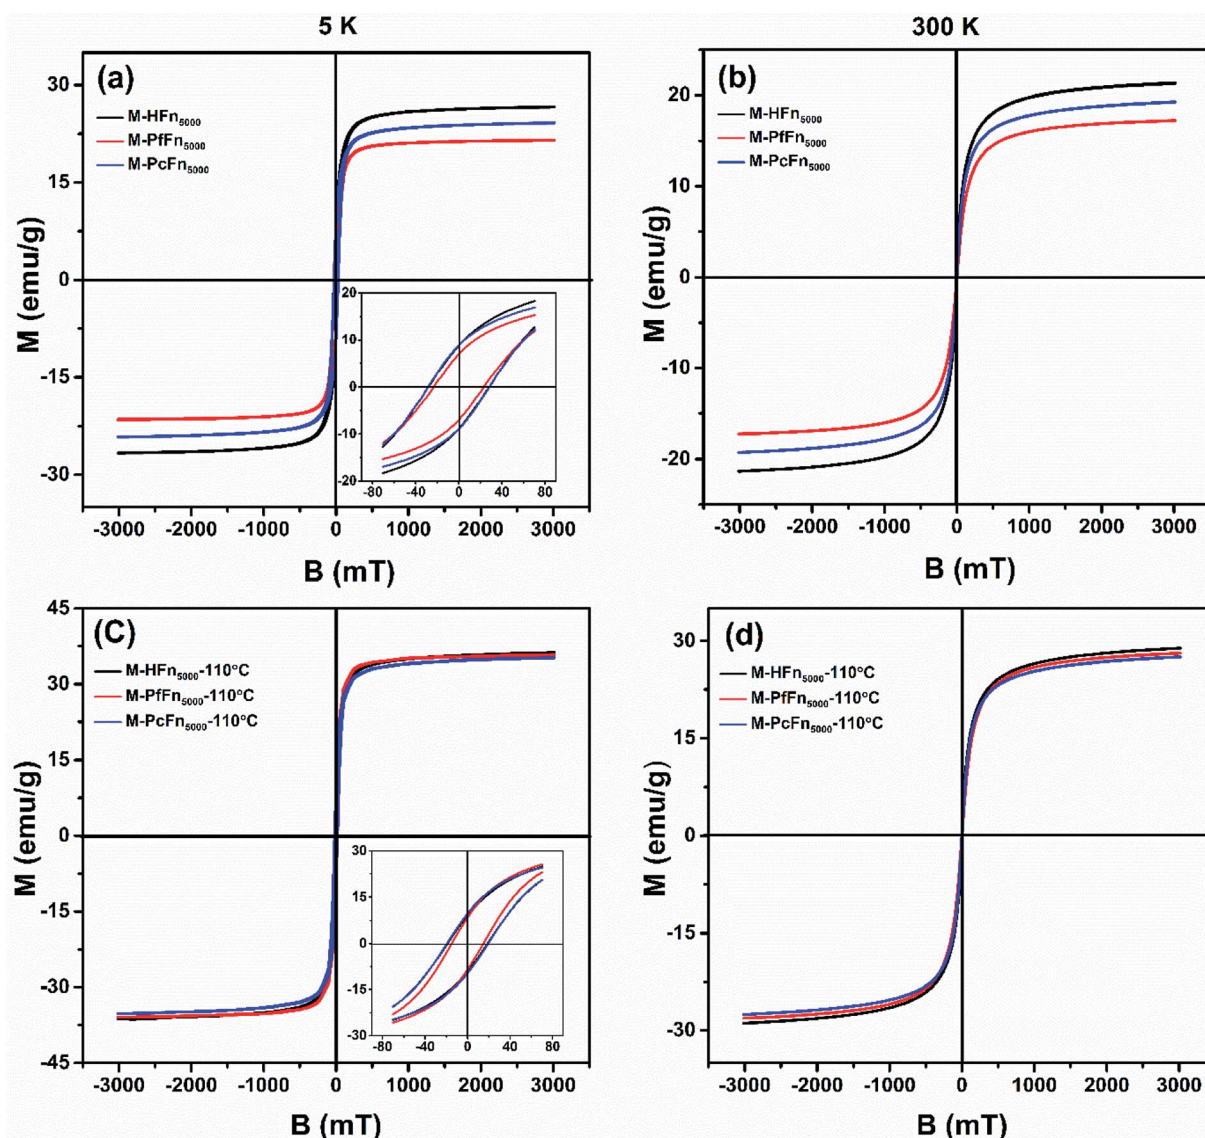 5 K
300 K
(a)
M-HFn5000
M-PfFn5000
M-PcFn5000
30
15
0
-15
-30
M (emu/g)
20
10
0
-10
-20
-80 -40 0 40 80
-3000 -2000 -1000 0 1000 2000 3000
B (mT)
(b)
M-HFn5000
M-PfFn5000
M-PcFn5000
20
10
0
-10
-20
M (emu/g)
-3000 -2000 -1000 0 1000 2000 3000
B (mT)
(C)
M-HFn5000-110°C
M-PfFn5000-110°C
M-PcFn5000-110°C
45
30
15
0
-15
-30
-45
M (emu/g)
30
15
0
-15
-30
-80 -40 0 40 80
-3000 -2000 -1000 0 1000 2000 3000
B (mT)
(d)
M-HFn5000-110°C
M-PfFn5000-110°C
M-PcFn5000-110°C
30
15
0
-15
-30
M (emu/g)
-3000 -2000 -1000 0 1000 2000 3000
B (mT)